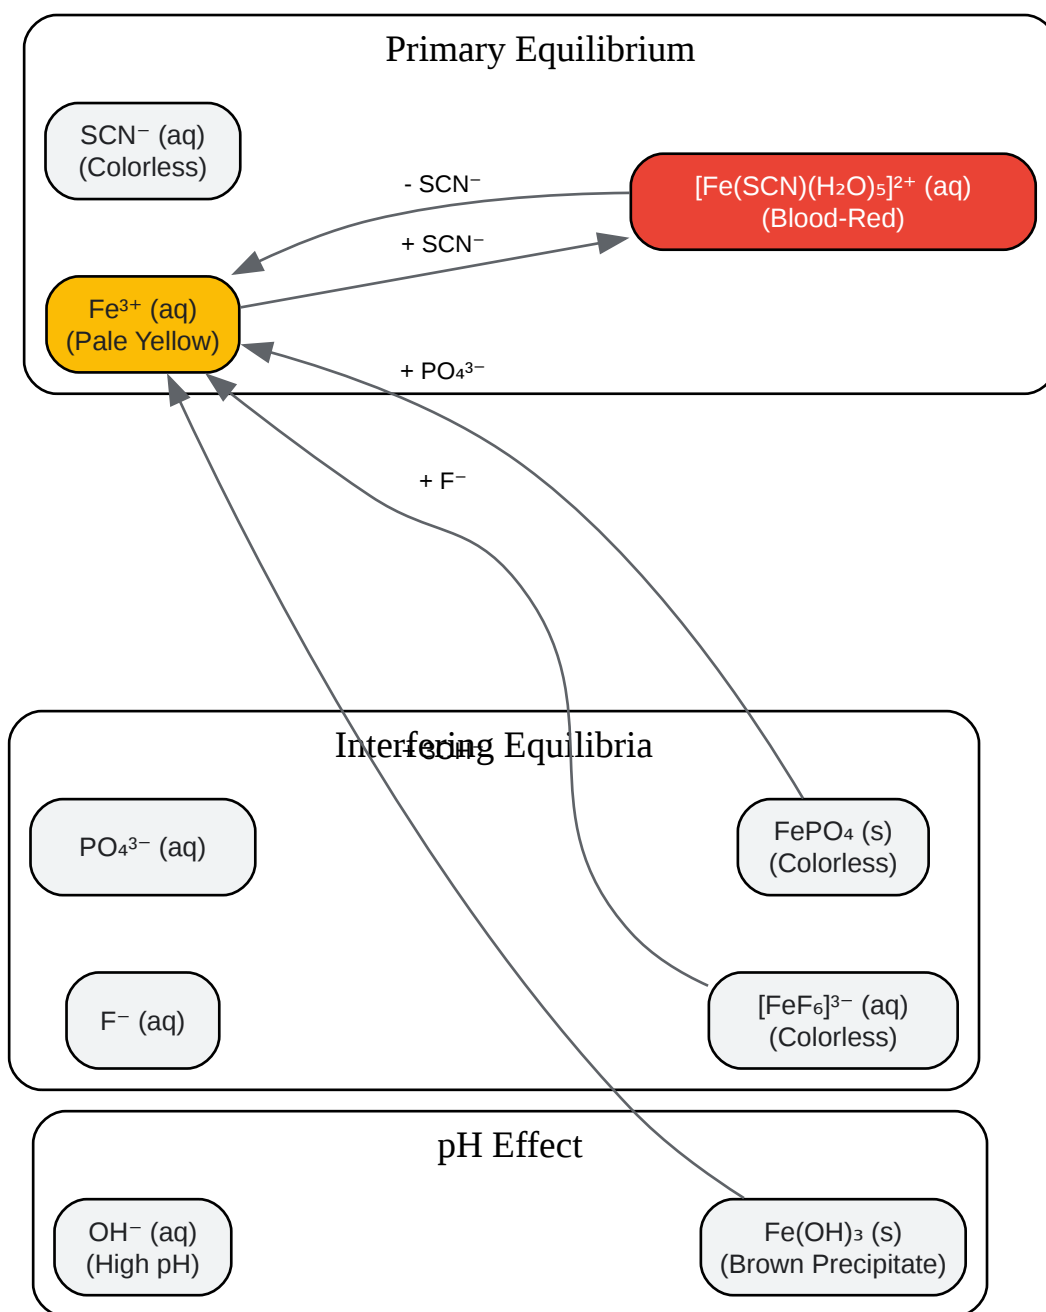 Primary Equilibrium
SCN⁻ (aq)
(Colorless)
[Fe(SCN)(H₂O)₅]²⁺ (aq)
(Blood-Red)
- SCN⁻
+ SCN⁻
Fe³⁺ (aq)
(Pale Yellow)
+ PO₄³⁻
+ F⁻
Interfering Equilibria
+ 3OH⁻
PO₄³⁻ (aq)
FePO₄ (s)
(Colorless)
F⁻ (aq)
[FeF₆]³⁻ (aq)
(Colorless)
pH Effect
OH⁻ (aq)
(High pH)
Fe(OH)₃ (s)
(Brown Precipitate)